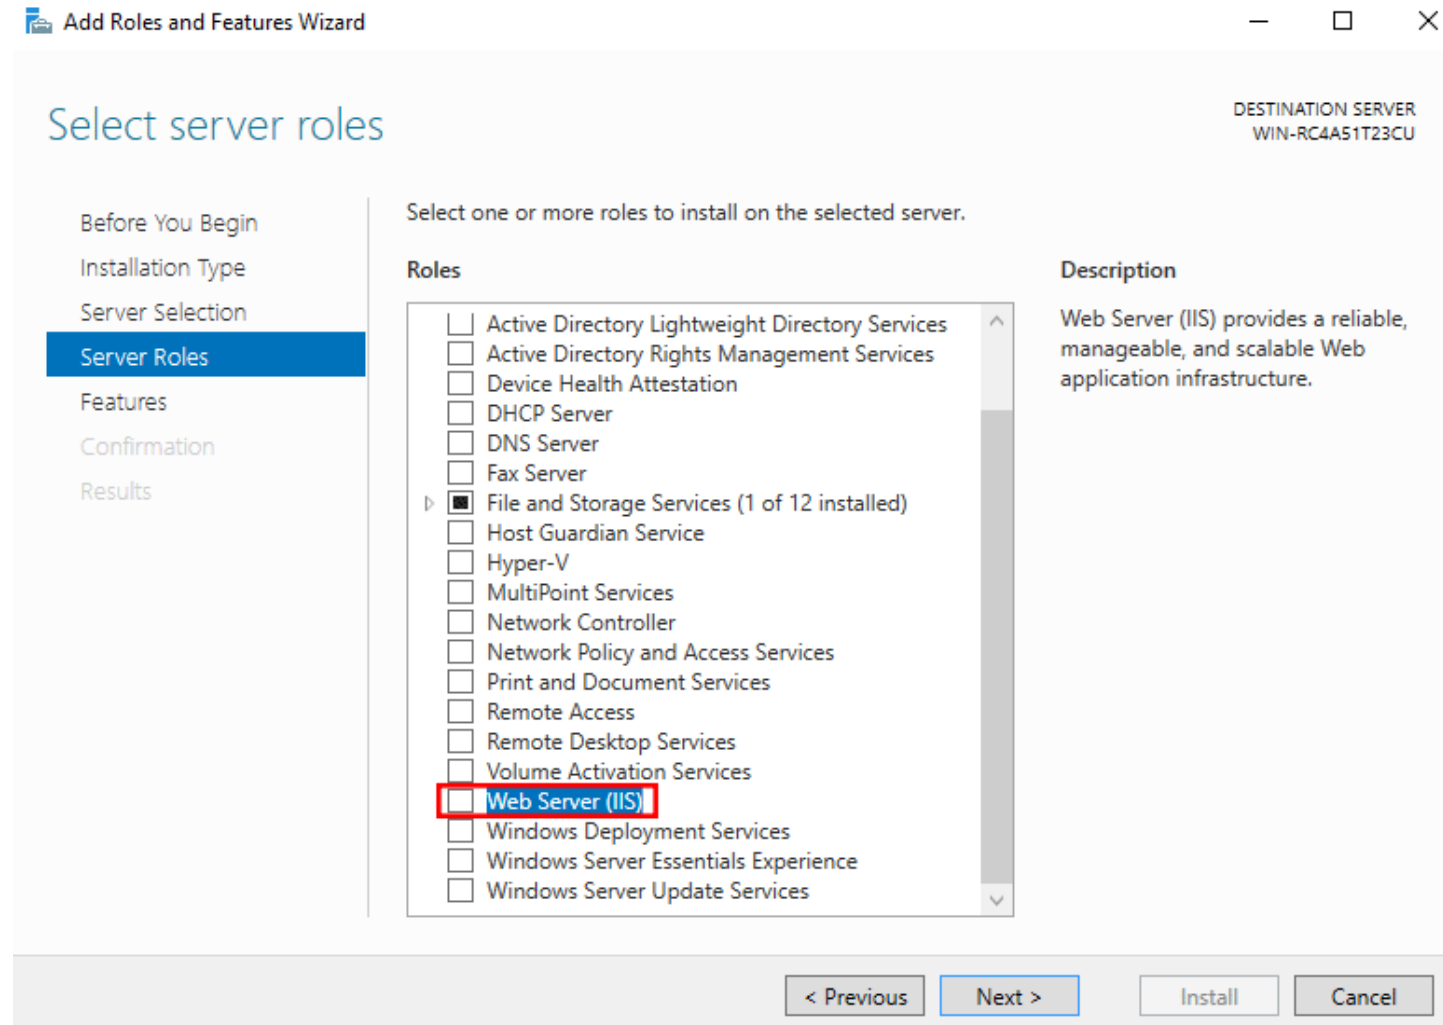 Add Roles and Features Wizard
Select server roles
DESTINATION SERVER
WIN-RC4A51T23CU
Before You Begin
Installation Type
Server Selection
Server Roles
Features
Confirmation
Results
Select one or more roles to install on the selected server.
Roles
Active Directory Lightweight Directory Services
Active Directory Rights Management Services
Device Health Attestation
DHCP Server
DNS Server
Fax Server
File and Storage Services (1 of 12 installed)
Host Guardian Service
Hyper-V
MultiPoint Services
Network Controller
Network Policy and Access Services
Print and Document Services
Remote Access
Remote Desktop Services
Volume Activation Services
Web Server (IIS)
Windows Deployment Services
Windows Server Essentials Experience
Windows Server Update Services
Description
Web Server (IIS) provides a reliable,
manageable, and scalable Web
application infrastructure.
< Previous
Next >
Install
Cancel